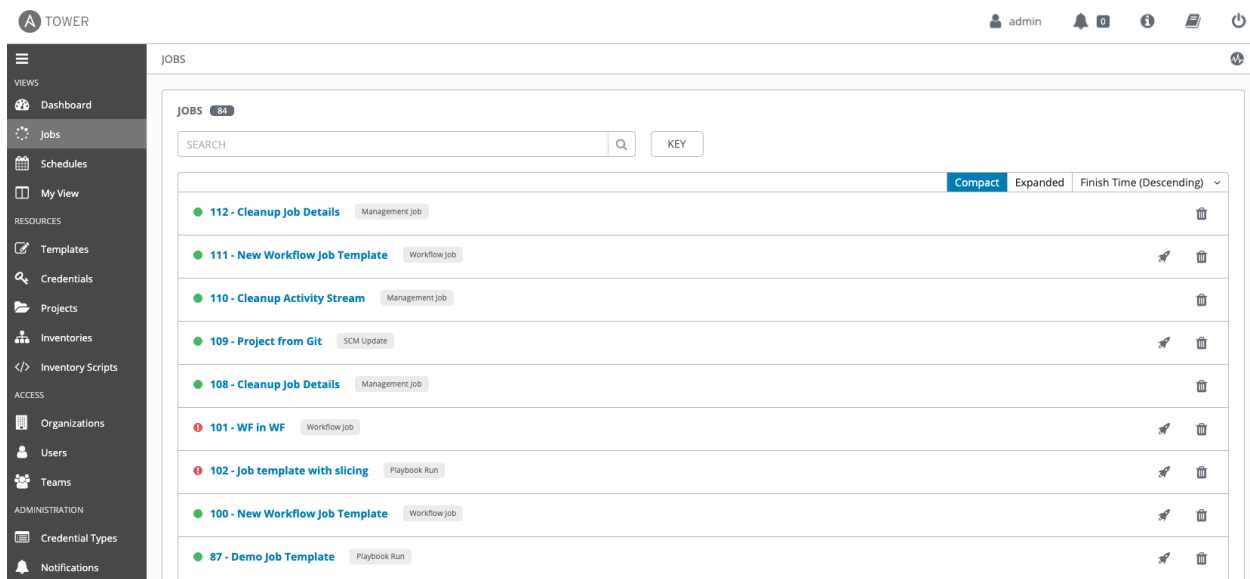 A TOWER
admin
0
JOBS
VIEWS
Dashboard
Jobs
Schedules
My View
RESOURCES
Templates
Credentials
Projects
Inventories
Inventory Scripts
ACCESS
Organizations
Users
Teams
ADMINISTRATION
Credential Types
Notifications
JOBS 84
SEARCH
KEY
Compact Expanded Finish Time (Descending)
112 - Cleanup Job Details Management Job
111 - New Workflow Job Template Workflow Job
110 - Cleanup Activity Stream Management Job
109 - Project from Git SCM Update
108 - Cleanup Job Details Management Job
101 - WF in WF Workflow Job
102 - Job template with slicing Playbook Run
100 - New Workflow Job Template Workflow Job
87 - Demo Job Template Playbook Run